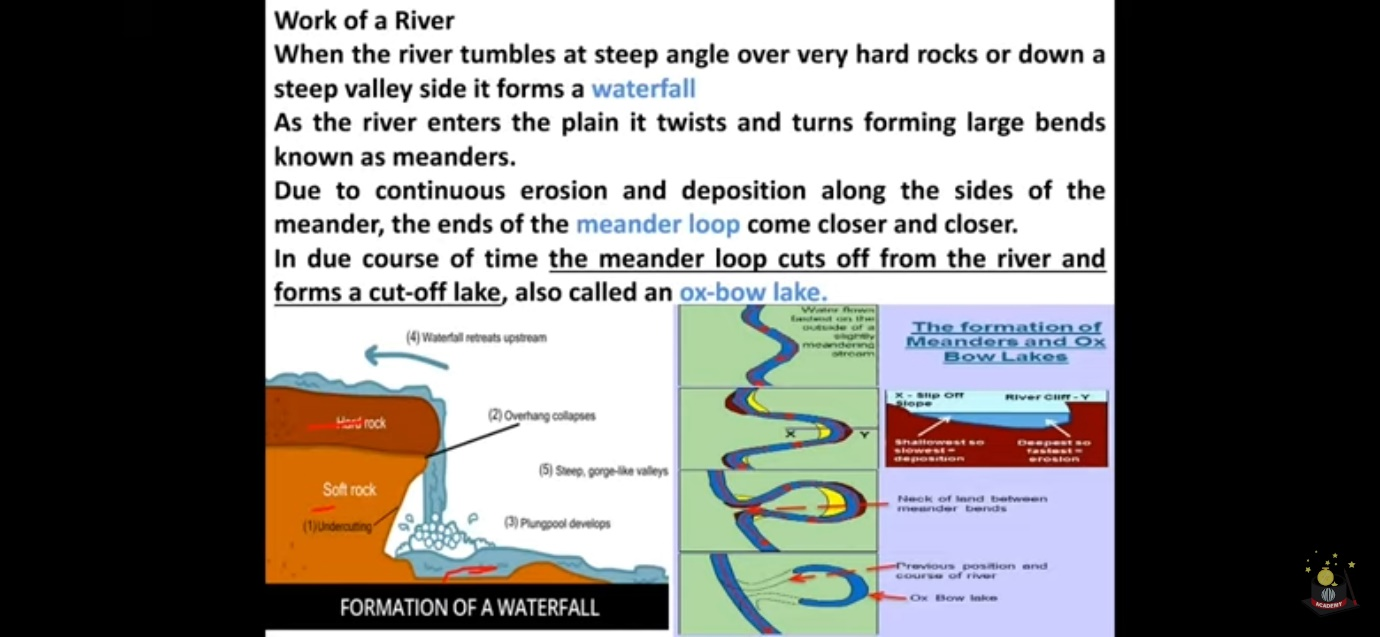 Work of a River
When the river tumbles at steep angle over very hard rocks or down a
steep valley side it forms a waterfall
As the river enters the plain it twists and turns forming large bends
known as meanders.
Due to continuous erosion and deposition along the sides of the
meander, the ends of the meander loop come closer and closer.
In due course of time the meander loop cuts off from the river and
forms a cut-off lake, also called an ox-bow lake.
(4) Waterfall retreats upstream
Hard rock
(2) Overhang collapses
(5) Steep, gorge-like valleys
Soft rock
(1)Undercutting
(3) Plungpool develops
FORMATION OF A WATERFALL
Water flows
fastest on the
outside of a
slightly
meandering
stream
X
Y
The formation of
Meanders and Ox
Bow Lakes
X - Slip Off
Slope
River Cliff - Y
Shallowest so
slowest =
deposition
Deepest so
fastest =
erosion
Neck of land between
meander bends
Previous position and
course of river
Ox Bow lake
ACADEMY